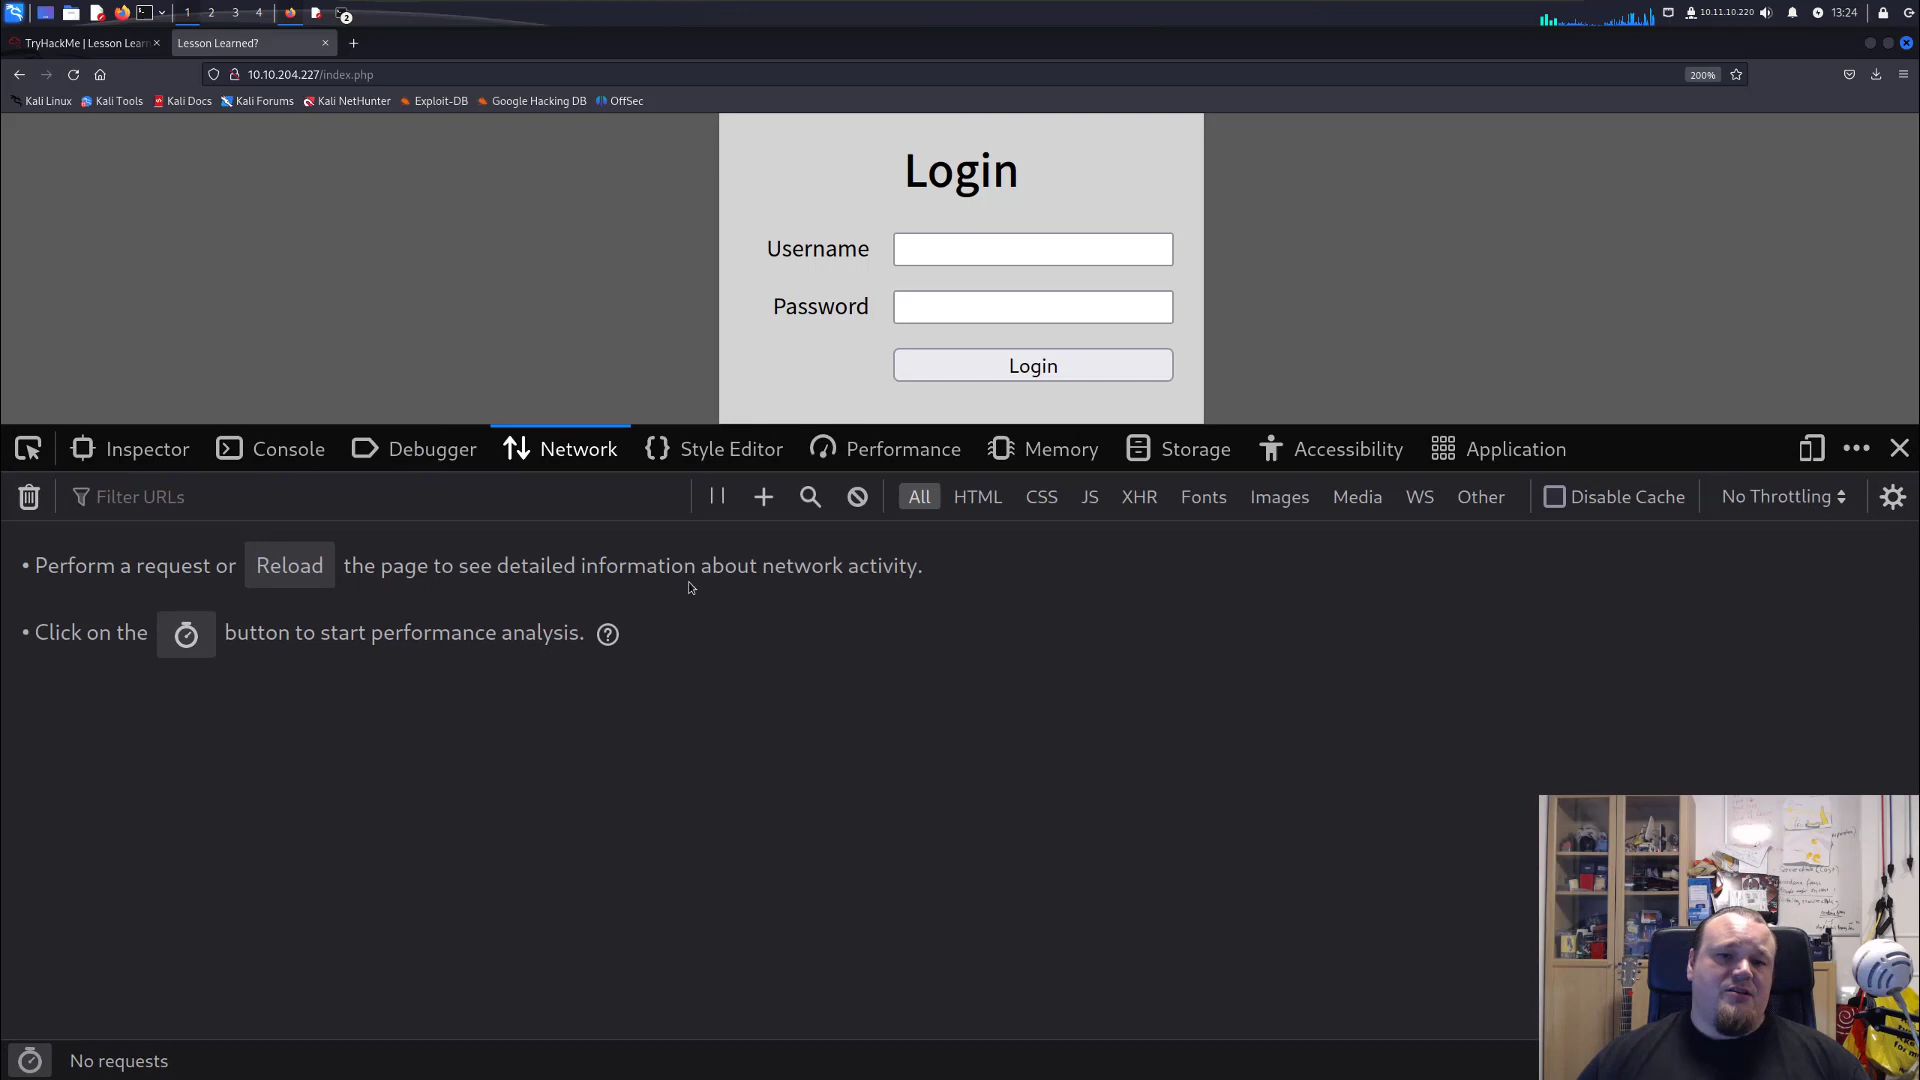 1 2 3 4 2 10.11.10.220 13:24
TryHackMe | Lesson Lear Lesson Learned?
10.10.204.227/index.php 200%
Kali Linux Kali Tools Kali Docs Kali Forums Kali NetHunter Exploit-DB Google Hacking DB OffSec
Login
Username
Password
Login
Inspector Console Debugger Network Style Editor Performance Memory Storage Accessibility Application
Filter URLs All HTML CSS JS XHR Fonts Images Media WS Other Disable Cache No Throttling
• Perform a request or Reload the page to see detailed information about network activity.
• Click on the button to start performance analysis.
No requests